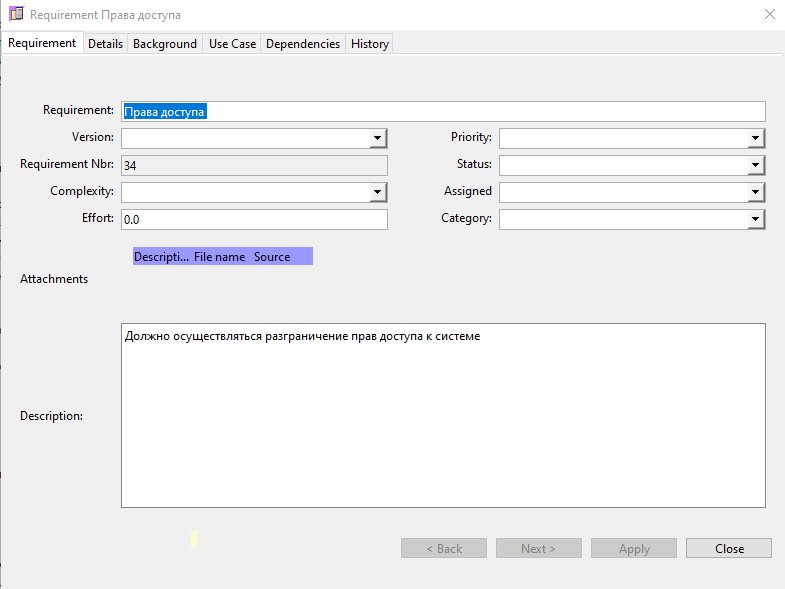 Requirement Права доступа
Requirement Details Background Use Case Dependencies History
Requirement: Права доступа
Version: Priority:
Requirement Nbr: 34 Status:
Complexity: Assigned
Effort: 0.0 Category:
Descripti... File name Source
Attachments
Должно осуществляться разграничение прав доступа к системе
Description:
< Back Next > Apply Close